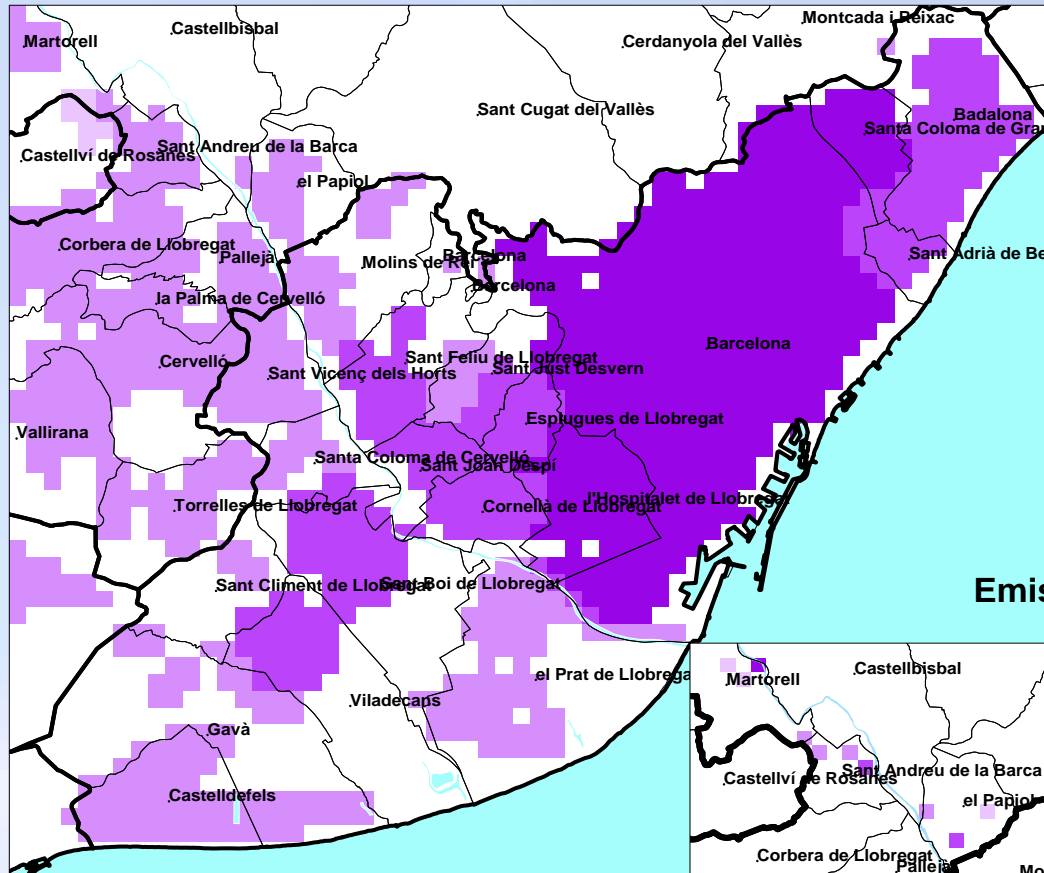 Montcada i Reixac
Castellbisbal
Martorell
Cerdanyola del Vallès
Sant Cugat del Vallès
Badalona
Santa Coloma de Gra
Sant Andreu de la Barca
Castellví de Rosanes
el Papiol
Corbera de Llobregat
Pallejà
Molins de Rei
Barcelona
Sant Adrià de Be
Barcelona
la Palma de Cervelló
Barcelona
Sant Feliu de Llobregat
Cervelló
Sant Vicenç dels Horts
Sant Just Desvern
Esplugues de Llobregat
Vallirana
Santa Coloma de Cervelló
Sant Joan Despí
l'Hospitalet de Llobregat
Torrelles de Llobregat
Cornellà de Llobregat
Sant Climent de Llobregat
Sant Boi de Llobregat
Emis
el Prat de Llobrega
Viladecans
Gavà
Castelldefels
Castellbisbal
Martorell
Sant Andreu de la Barca
Castellví de Rosanes
el Papiol
Corbera de Llobregat
Pallejà
Mo